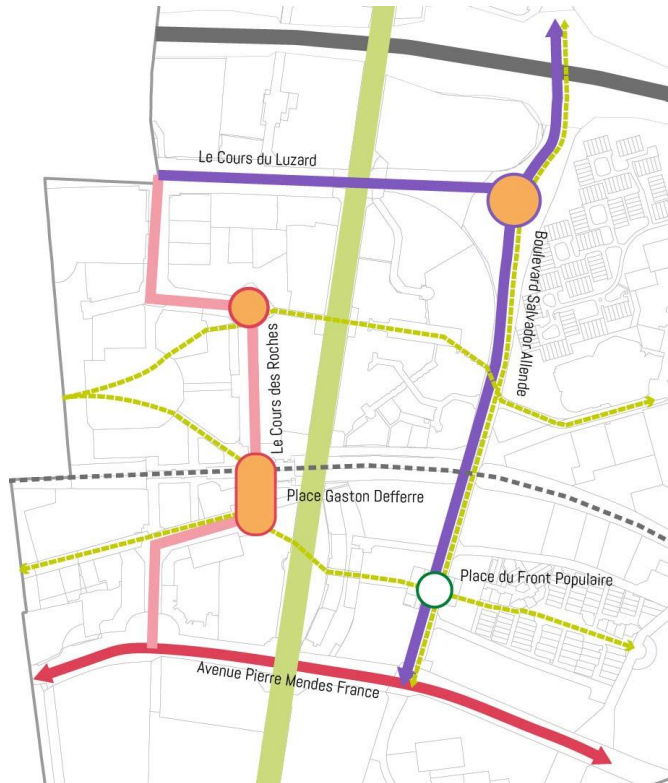 Le Cours du Luzard
Boulevard Salvador Allende
Le Cours des Roches
Place Gaston Defferre
Place du Front Populaire
Avenue Pierre Mendes France